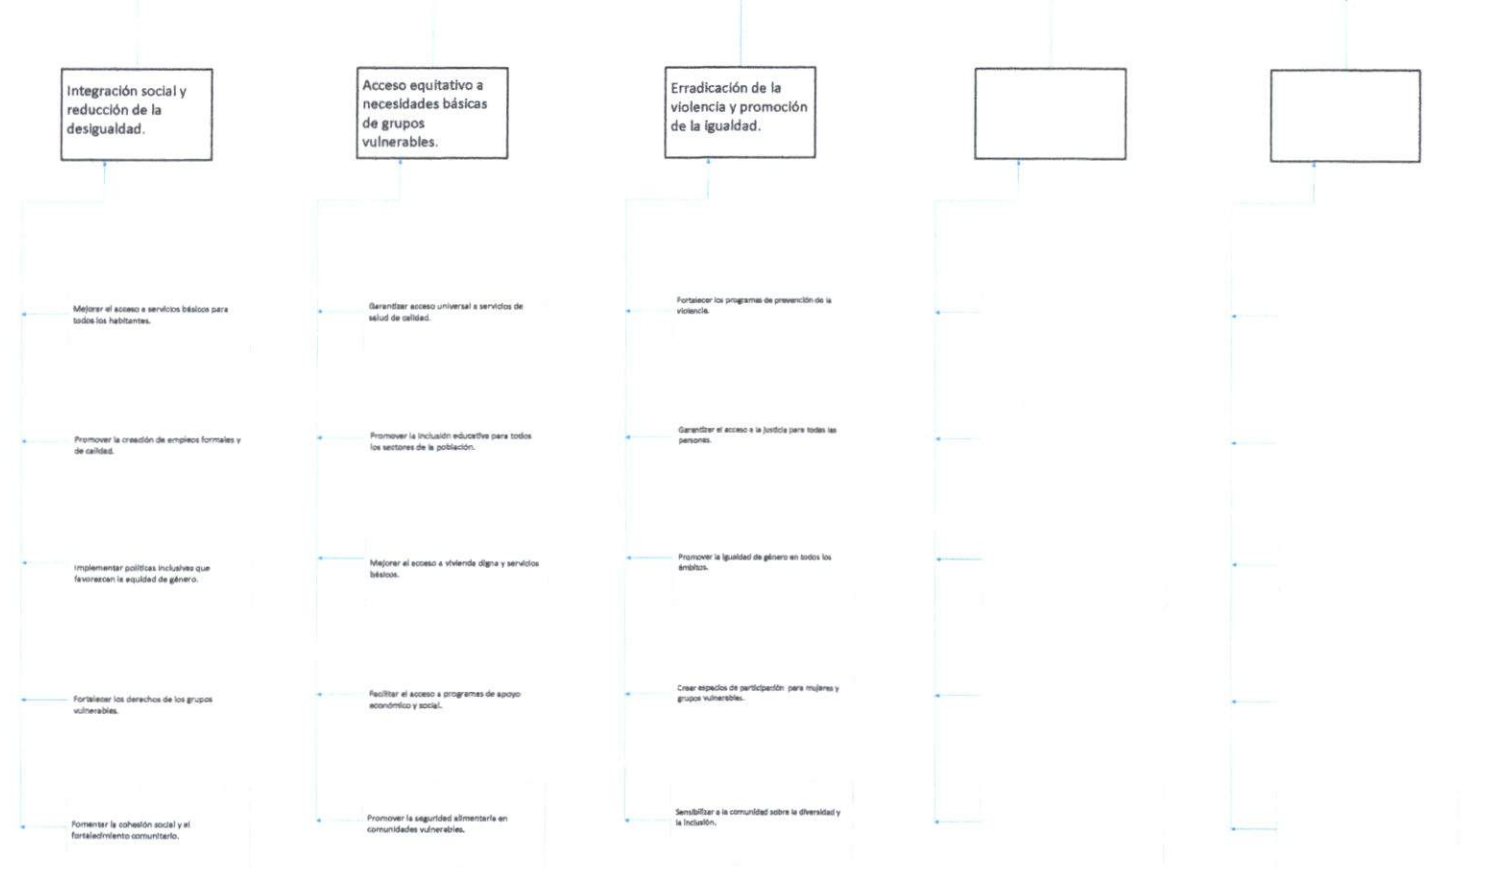 Integración social y
reducción de la
desigualdad.
Mejorar el acceso a servicios básicos para
todos los habitantes.
Promover la creación de empleos formales y
de calidad.
Implementar políticas inclusivas que
favorezcan la equidad de género.
Fortalecer los derechos de los grupos
vulnerables.
Fomentar la cohesión social y el
fortalecimiento comunitario.
Acceso equitativo a
necesidades básicas
de grupos
vulnerables.
Garantizar acceso universal a servicios de
salud de calidad.
Promover la inclusión educativa para todos
los sectores de la población.
Mejorar el acceso a vivienda digna y servicios
básicos.
Facilitar el acceso a programas de apoyo
económico y social.
Promover la seguridad alimentaria en
comunidades vulnerables.
Erradicación de la
violencia y promoción
de la igualdad.
Fortalecer los programas de prevención de la
violencia.
Garantizar el acceso a la justicia para todas las
personas.
Promover la igualdad de género en todos los
ámbitos.
Crear espacios de participación para mujeres y
grupos vulnerables.
Sensibilizar a la comunidad sobre la diversidad y
la inclusión.